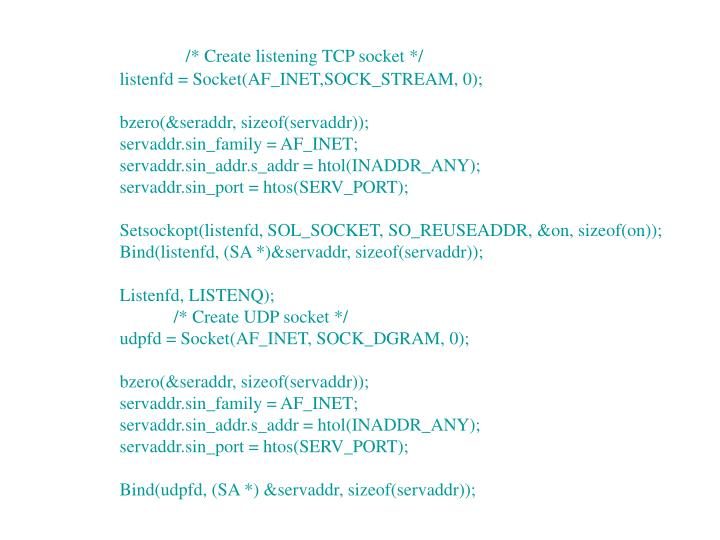 /* Create listening TCP socket */
listenfd = Socket(AF_INET,SOCK_STREAM, 0);
bzero(&seraddr, sizeof(servaddr));
servaddr.sin_family = AF_INET;
servaddr.sin_addr.s_addr = htol(INADDR_ANY);
servaddr.sin_port = htos(SERV_PORT);
Setsockopt(listenfd, SOL_SOCKET, SO_REUSEADDR, &on, sizeof(on));
Bind(listenfd, (SA *)&servaddr, sizeof(servaddr));
Listenfd, LISTENQ);
/* Create UDP socket */
udpfd = Socket(AF_INET, SOCK_DGRAM, 0);
bzero(&seraddr, sizeof(servaddr));
servaddr.sin_family = AF_INET;
servaddr.sin_addr.s_addr = htol(INADDR_ANY);
servaddr.sin_port = htos(SERV_PORT);
Bind(udpfd, (SA *) &servaddr, sizeof(servaddr));